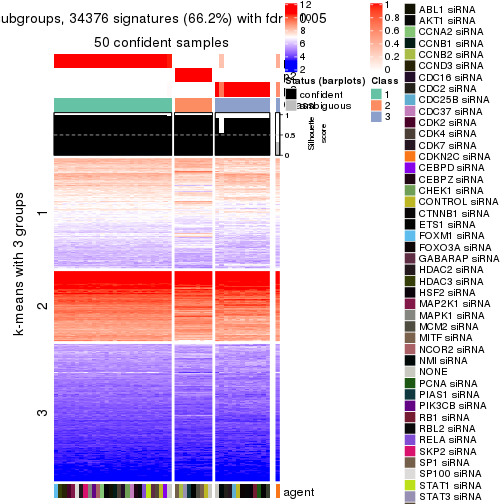 ubgroups, 34376 signatures (66.2%) with fdr 0.05
50 confident samples
k-means with 3 groups
1
2
3
12
10
8
6
4
2
1
0.8
0.6
0.4
0.2
0
Status (barplots)
confident
ambiguous
Class
1
2
3
1
0.5
0
Silhouette
score
agent
ABL1 siRNA
AKT1 siRNA
CCNA2 siRNA
CCNB1 siRNA
CCNB2 siRNA
CCND3 siRNA
CDC16 siRNA
CDC2 siRNA
CDC25B siRNA
CDC37 siRNA
CDK2 siRNA
CDK4 siRNA
CDK7 siRNA
CDKN2C siRNA
CEBPD siRNA
CEBPZ siRNA
CHEK1 siRNA
CONTROL siRNA
CTNNB1 siRNA
ETS1 siRNA
FOXM1 siRNA
FOXO3A siRNA
GABARAP siRNA
HDAC2 siRNA
HDAC3 siRNA
HSF2 siRNA
MAP2K1 siRNA
MAPK1 siRNA
MCM2 siRNA
MITF siRNA
NCOR2 siRNA
NMI siRNA
NONE
PCNA siRNA
PIAS1 siRNA
PIK3CB siRNA
RB1 siRNA
RBL2 siRNA
RELA siRNA
SKP2 siRNA
SP1 siRNA
SP100 siRNA
STAT1 siRNA
STAT3 siRNA